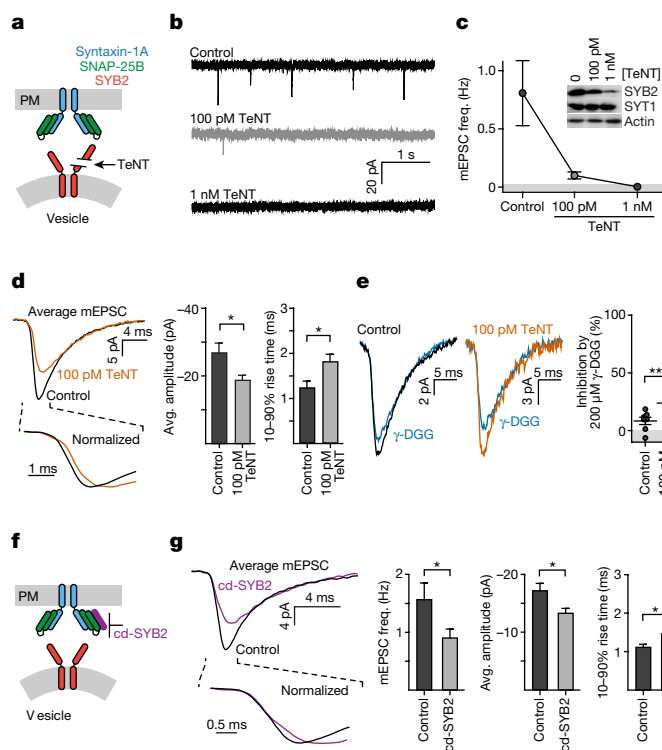 a
Syntaxin-1A
SNAP-25B
SYB2
PM
TeNT
Vesicle
b
Control
100 pM TeNT
1 s
20 pA
1 nM TeNT
c
mEPSC freq. (Hz)
1.0
0.5
0
0
100 pM
1 nM
[TeNT]
SYB2
SYT1
Actin
Control
100 pM
1 nM
TeNT
d
Average mEPSC
4 ms
5 pA
100 pM TeNT
Control
Normalized
1 ms
Avg. amplitude (pA)
–40
–20
0
*
Control
100 pM
TeNT
10–90% rise time (ms)
3
2
1
0
*
Control
100 pM
TeNT
e
Control
100 pM TeNT
5 ms
2 pA
5 ms
3 pA
γ-DGG
γ-DGG
Inhibition by
200 µM γ-DGG (%)
100
50
0
**
Control
f
PM
cd-SYB2
Vesicle
g
Average mEPSC
cd-SYB2
4 ms
4 pA
Control
Normalized
0.5 ms
mEPSC freq. (Hz)
2
1
0
*
Control
cd-SYB2
Avg. amplitude (pA)
–20
–10
0
*
Control
cd-SYB2
10–90% rise time (ms)
3
2
1
0
*
Control